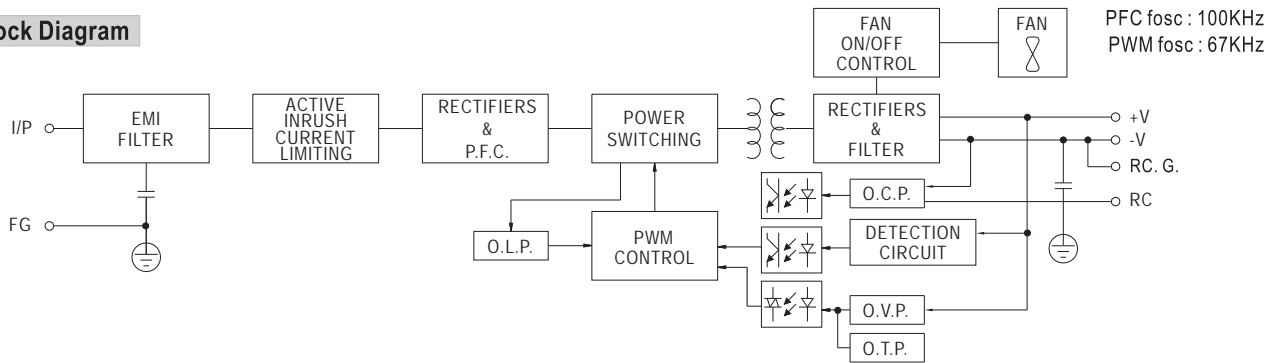 ock Diagram
PFC fosc : 100KHz
PWM fosc : 67KHz
FAN
ON/OFF
CONTROL
FAN
I/P
EMI
FILTER
ACTIVE
INRUSH
CURRENT
LIMITING
RECTIFIERS
&
P.F.C.
POWER
SWITCHING
RECTIFIERS
&
FILTER
+V
-V
RC. G.
RC
FG
O.L.P.
PWM
CONTROL
O.C.P.
DETECTION
CIRCUIT
O.V.P.
O.T.P.